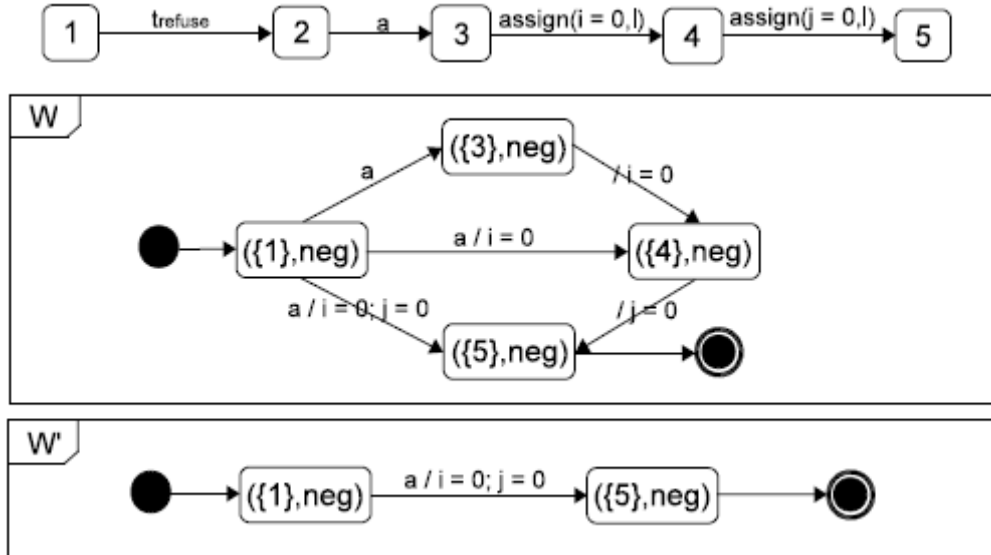 1 trefuse 2 a 3 assign(i = 0,l) 4 assign(j = 0,l) 5
W
({3},neg)
a / i = 0
({1},neg) a / i = 0 ({4},neg)
a / i = 0; j = 0 / j = 0
({5},neg)
W'
({1},neg) a / i = 0; j = 0 ({5},neg)